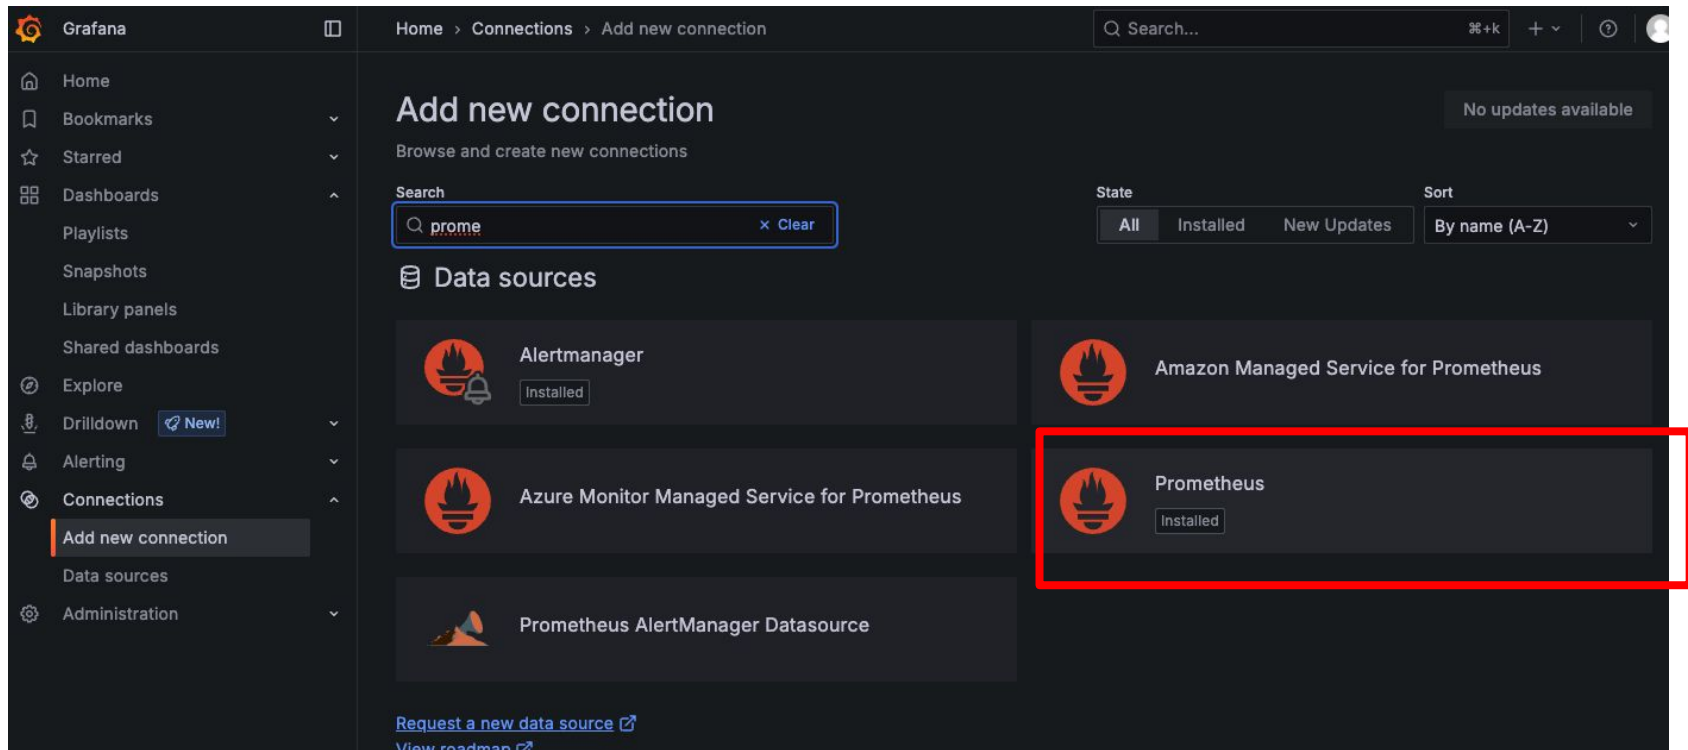 Grafana
Home › Connections › Add new connection
Search...
⌘+k
Home
Bookmarks
Starred
Dashboards
Playlists
Snapshots
Library panels
Shared dashboards
Explore
Drilldown New!
Alerting
Connections
Add new connection
Data sources
Administration
Add new connection
No updates available
Browse and create new connections
Search
prome
× Clear
State
All Installed New Updates
Sort
By name (A-Z)
Data sources
Alertmanager
Installed
Amazon Managed Service for Prometheus
Azure Monitor Managed Service for Prometheus
Prometheus
Installed
Prometheus AlertManager Datasource
Request a new data source
View roadmap